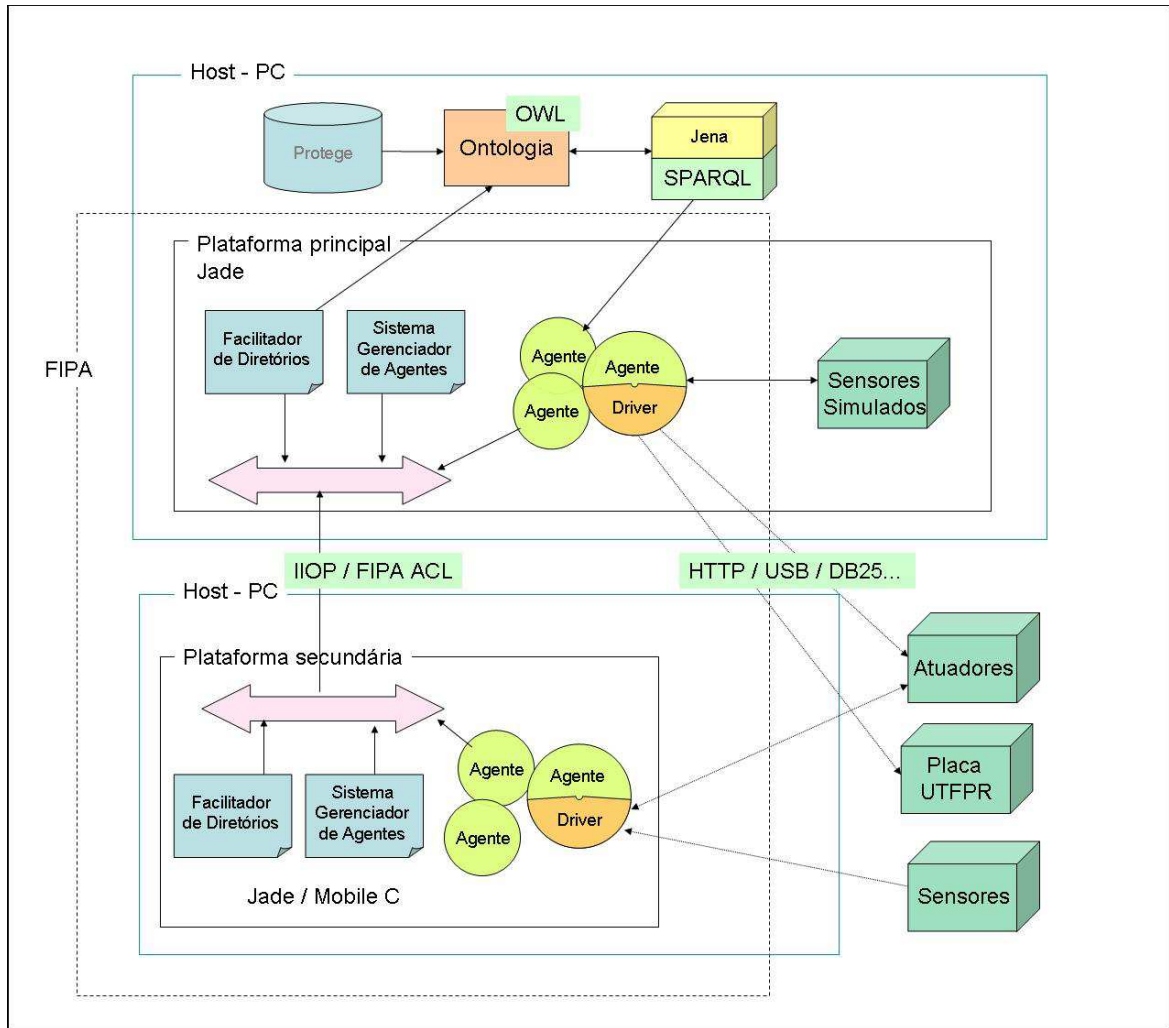 Host - PC
OWL
Protege
Ontologia
Jena
SPARQL
Plataforma principal
Jade
Facilitador
de Diretórios
Sistema
Gerenciador
de Agentes
Agente
Agente
Agente
Driver
Sensores
Simulados
FIPA
IIOP / FIPA ACL
HTTP / USB / DB25...
Host - PC
Plataforma secundária
Atuadores
Agente
Agente
Driver
Agente
Facilitador
de Diretórios
Sistema
Gerenciador
de Agentes
Placa
UTFPR
Jade / Mobile C
Sensores